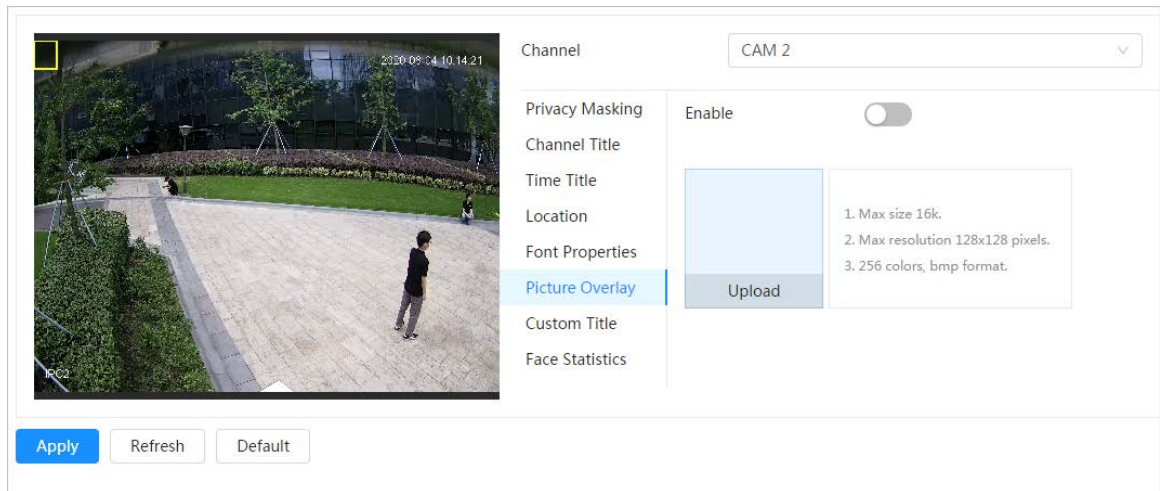 2020-09-04 10:14:21
IPC2
Channel
CAM 2
Privacy Masking
Channel Title
Time Title
Location
Font Properties
Picture Overlay
Custom Title
Face Statistics
Enable
Upload
1. Max size 16k.
2. Max resolution 128x128 pixels.
3. 256 colors, bmp format.
Apply
Refresh
Default